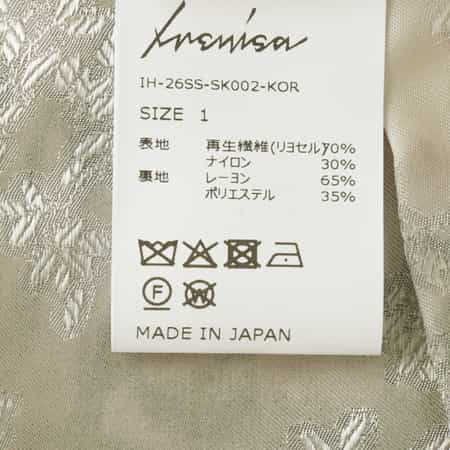 IH-26SS-SK002-KOR
SIZE 1
表地 再生繊維(リヨセル)70%
ナイロン 30%
裏地 レーヨン 65%
ポリエステル 35%
F
W
MADE IN JAPAN